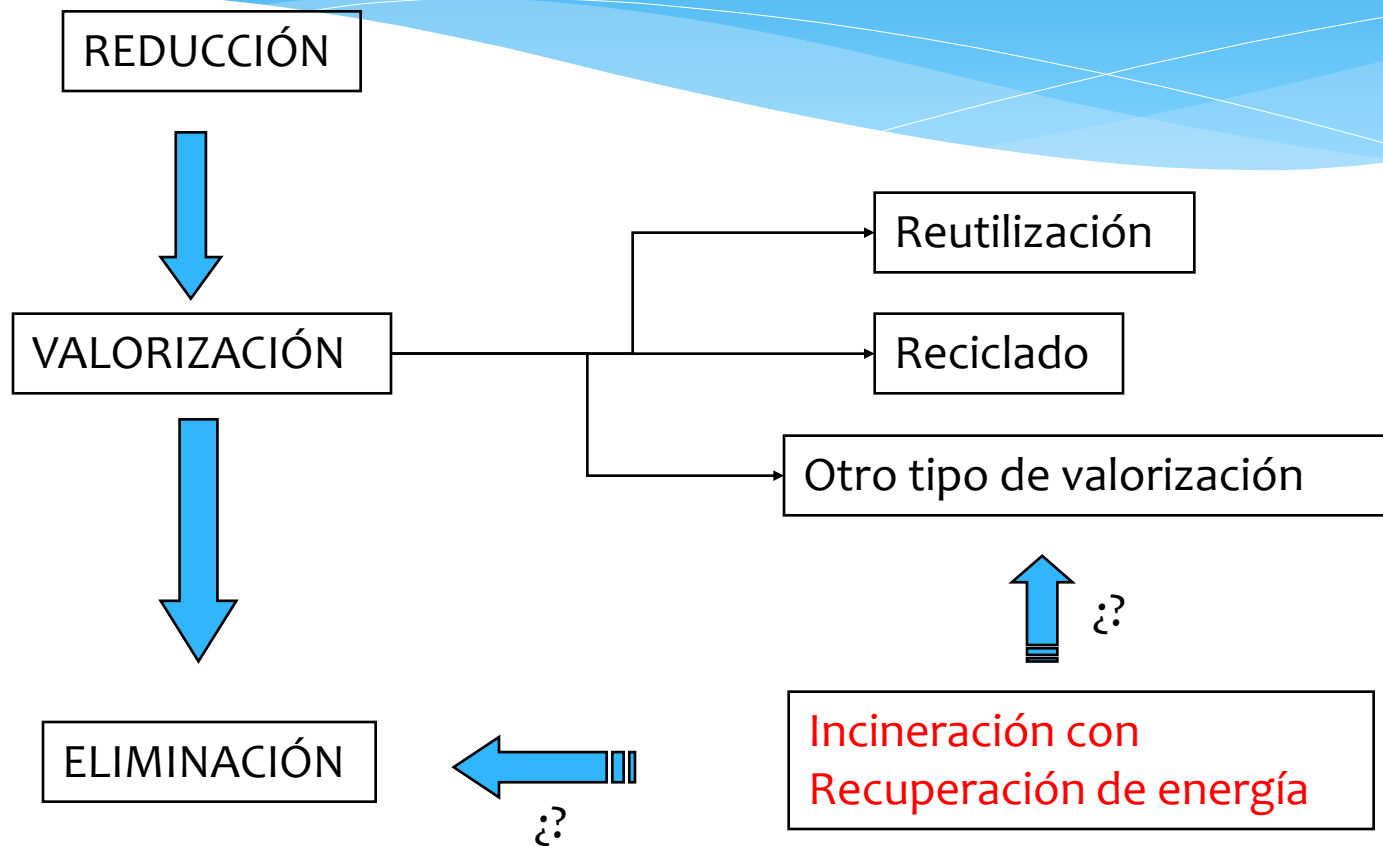 REDUCCIÓN
Reutilización
VALORIZACIÓN
Reciclado
Otro tipo de valorización
¿?
Incineración con
Recuperación de energía
ELIMINACIÓN
¿?